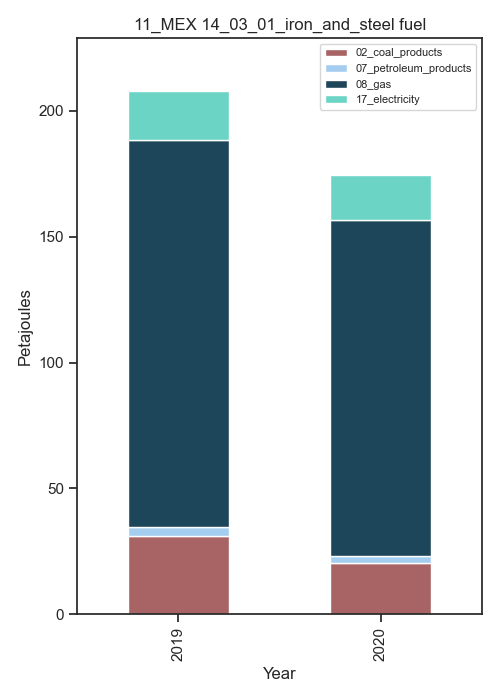 11_MEX 14_03_01_iron_and_steel fuel
02_coal_products
07_petroleum_products
08_gas
17_electricity
200
150
100
50
0
Petajoules
2019
2020
Year